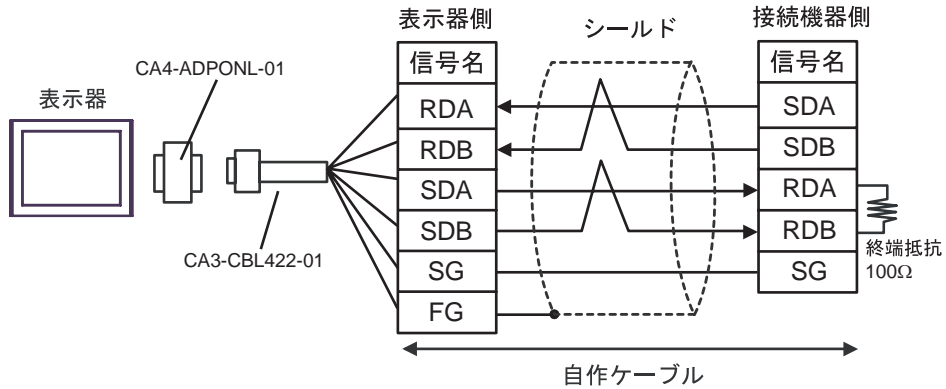 表示器側
シールド
接続機器側
信号名
信号名
CA4-ADPONL-01
表示器
RDA
SDA
RDB
SDB
SDA
RDA
SDB
RDB
CA3-CBL422-01
終端抵抗
100Ω
SG
SG
FG
自作ケーブル